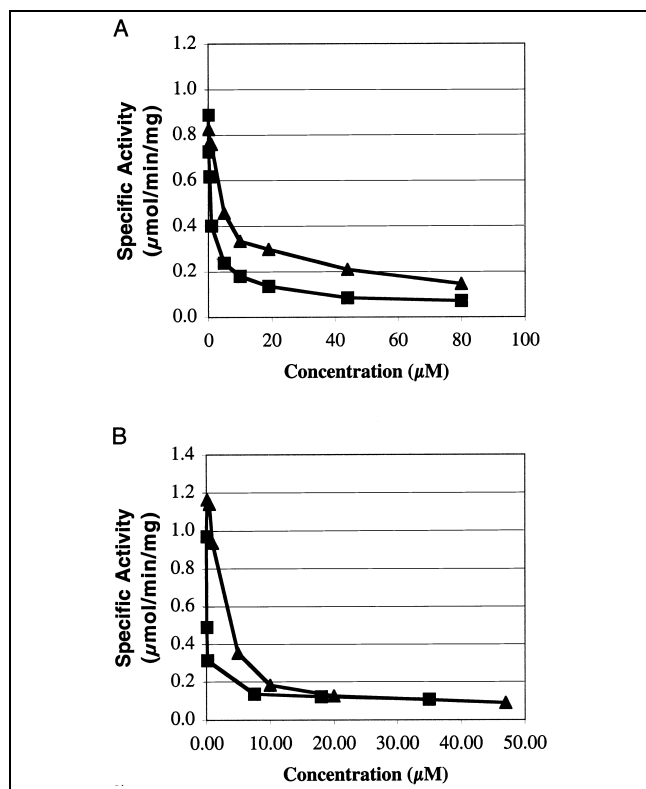 A
1.2
1.0
0.8
0.6
0.4
0.2
0.0
Specific Activity
(µmol/min/mg)
0 20 40 60 80 100
Concentration (µM)
B
1.4
1.2
1.0
0.8
0.6
0.4
0.2
0.0
Specific Activity
(µmol/min/mg)
0.00 10.00 20.00 30.00 40.00 50.00
Concentration (µM)